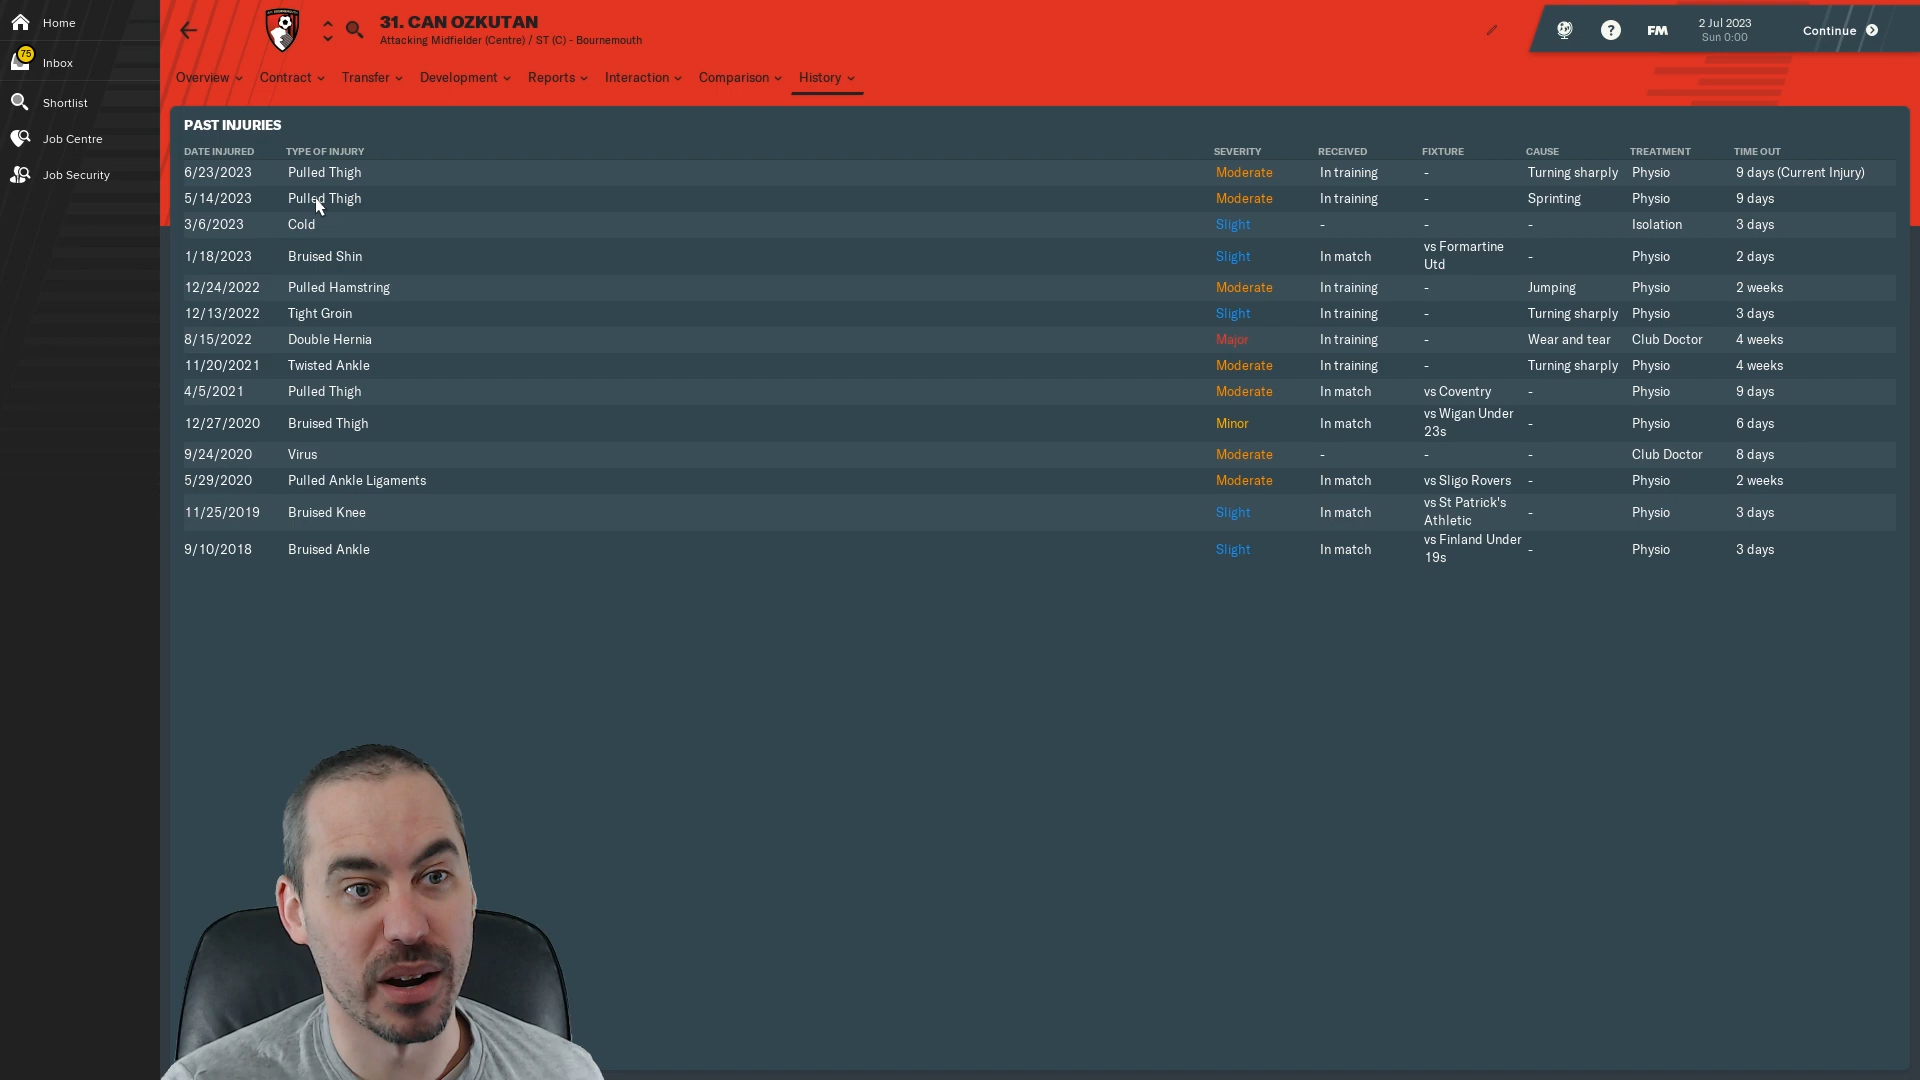 Home
75
Inbox
Shortlist
Job Centre
Job Security
31. CAN OZKUTAN
Attacking Midfielder (Centre) / ST (C) - Bournemouth
?
FM
2 Jul 2023
Sun 0:00
Continue
Overview Contract Transfer Development Reports Interaction Comparison History
PAST INJURIES
DATE INJURED TYPE OF INJURY SEVERITY RECEIVED FIXTURE CAUSE TREATMENT TIME OUT
6/23/2023 Pulled Thigh Moderate In training - Turning sharply Physio 9 days (Current Injury)
5/14/2023 Pulled Thigh Moderate In training - Sprinting Physio 9 days
3/6/2023 Cold Slight - - - Isolation 3 days
1/18/2023 Bruised Shin Slight In match vs Formartine
Utd - Physio 2 days
12/24/2022 Pulled Hamstring Moderate In training - Jumping Physio 2 weeks
12/13/2022 Tight Groin Slight In training - Turning sharply Physio 3 days
8/15/2022 Double Hernia Major In training - Wear and tear Club Doctor 4 weeks
11/20/2021 Twisted Ankle Moderate In training - Turning sharply Physio 4 weeks
4/5/2021 Pulled Thigh Moderate In match vs Coventry - Physio 9 days
12/27/2020 Bruised Thigh Minor In match vs Wigan Under
23s - Physio 6 days
9/24/2020 Virus Moderate - - - Club Doctor 8 days
5/29/2020 Pulled Ankle Ligaments Moderate In match vs Sligo Rovers - Physio 2 weeks
11/25/2019 Bruised Knee Slight In match vs St Patrick's
Athletic - Physio 3 days
9/10/2018 Bruised Ankle Slight In match vs Finland Under
19s - Physio 3 days